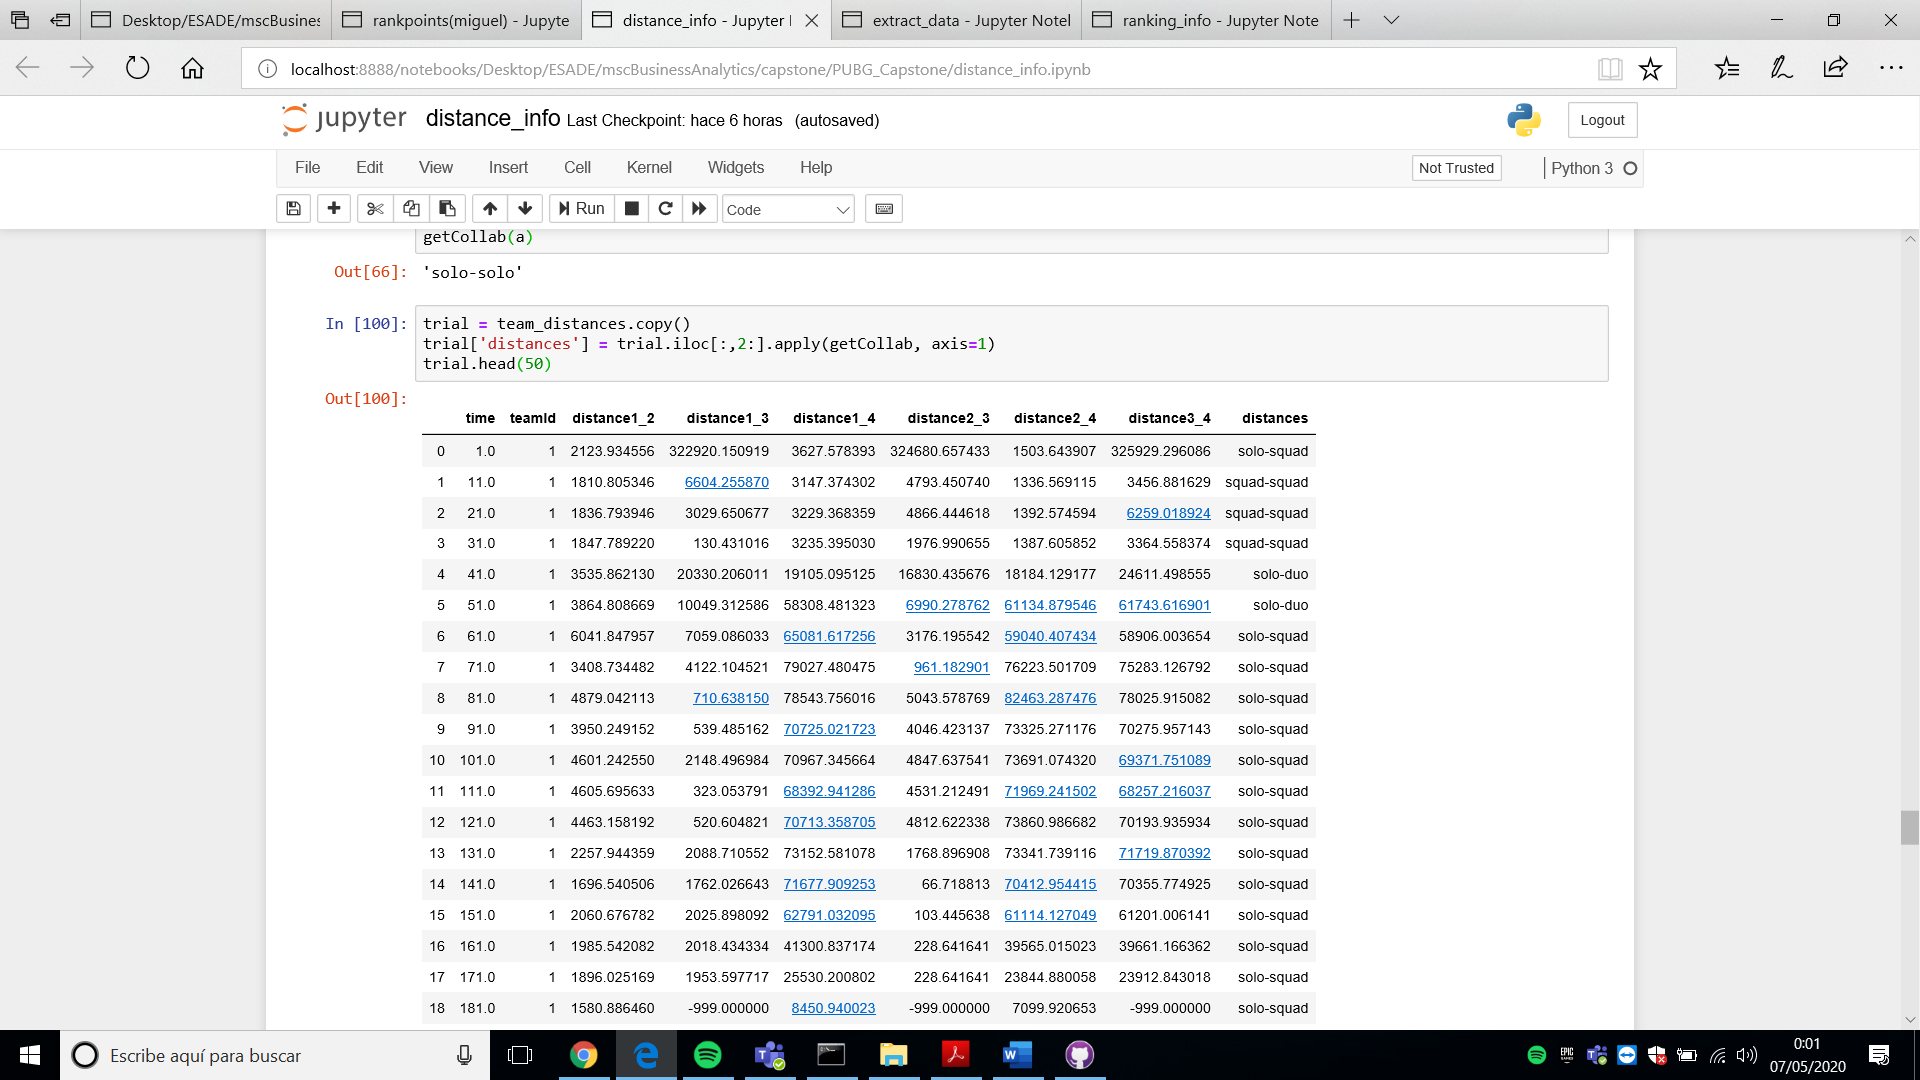 Desktop/ESADE/mscBusines
rankpoints(miguel) - Jupyte
distance_info - Jupyter
extract_data - Jupyter Notel
ranking_info - Jupyter Note
localhost:8888/notebooks/Desktop/ESADE/mscBusinessAnalytics/capstone/PUBG_Capstone/distance_info.ipynb
jupyter distance_info Last Checkpoint: hace 6 horas (autosaved)
Logout
File Edit View Insert Cell Kernel Widgets Help
Not Trusted
Python 3
Run
Code
getCollab(a)
Out[66]: 'solo-solo'
In [100]: trial = team_distances.copy()
trial['distances'] = trial.iloc[:,2:].apply(getCollab, axis=1)
trial.head(50)
Out[100]:
time teamId distance1_2 distance1_3 distance1_4 distance2_3 distance2_4 distance3_4 distances
0 1.0 1 2123.934556 322920.150919 3627.578393 324680.657433 1503.643907 325929.296086 solo-squad
1 11.0 1 1810.805346 6604.255870 3147.374302 4793.450740 1336.569115 3456.881629 squad-squad
2 21.0 1 1836.793946 3029.650677 3229.368359 4866.444618 1392.574594 6259.018924 squad-squad
3 31.0 1 1847.789220 130.431016 3235.395030 1976.990655 1387.605852 3364.558374 squad-squad
4 41.0 1 3535.862130 20330.206011 19105.095125 16830.435676 18184.129177 24611.498555 solo-duo
5 51.0 1 3864.808669 10049.312586 58308.481323 6990.278762 61134.879546 61743.616901 solo-duo
6 61.0 1 6041.847957 7059.086033 65081.617256 3176.195542 59040.407434 58906.003654 solo-squad
7 71.0 1 3408.734482 4122.104521 79027.480475 961.182901 76223.501709 75283.126792 solo-squad
8 81.0 1 4879.042113 710.638150 78543.756016 5043.578769 82463.287476 78025.915082 solo-squad
9 91.0 1 3950.249152 539.485162 70725.021723 4046.423137 73325.271176 70275.957143 solo-squad
10 101.0 1 4601.242550 2148.496984 70967.345664 4847.637541 73691.074320 69371.751089 solo-squad
11 111.0 1 4605.695633 323.053791 68392.941286 4531.212491 71969.241502 68257.216037 solo-squad
12 121.0 1 4463.158192 520.604821 70713.358705 4812.622338 73860.986682 70193.935934 solo-squad
13 131.0 1 2257.944359 2088.710552 73152.581078 1768.896908 73341.739116 71719.870392 solo-squad
14 141.0 1 1696.540506 1762.026643 71677.909253 66.718813 70412.954415 70355.774925 solo-squad
15 151.0 1 2060.676782 2025.898092 62791.032095 103.445638 61114.127049 61201.006141 solo-squad
16 161.0 1 1985.542082 2018.434334 41300.837174 228.641641 39565.015023 39661.166362 solo-squad
17 171.0 1 1896.025169 1953.597717 25530.200802 228.641641 23844.880058 23912.843018 solo-squad
18 181.0 1 1580.886460 -999.000000 8450.940023 -999.000000 7099.920653 -999.000000 solo-squad
Escribe aquí para buscar
0:01
07/05/2020